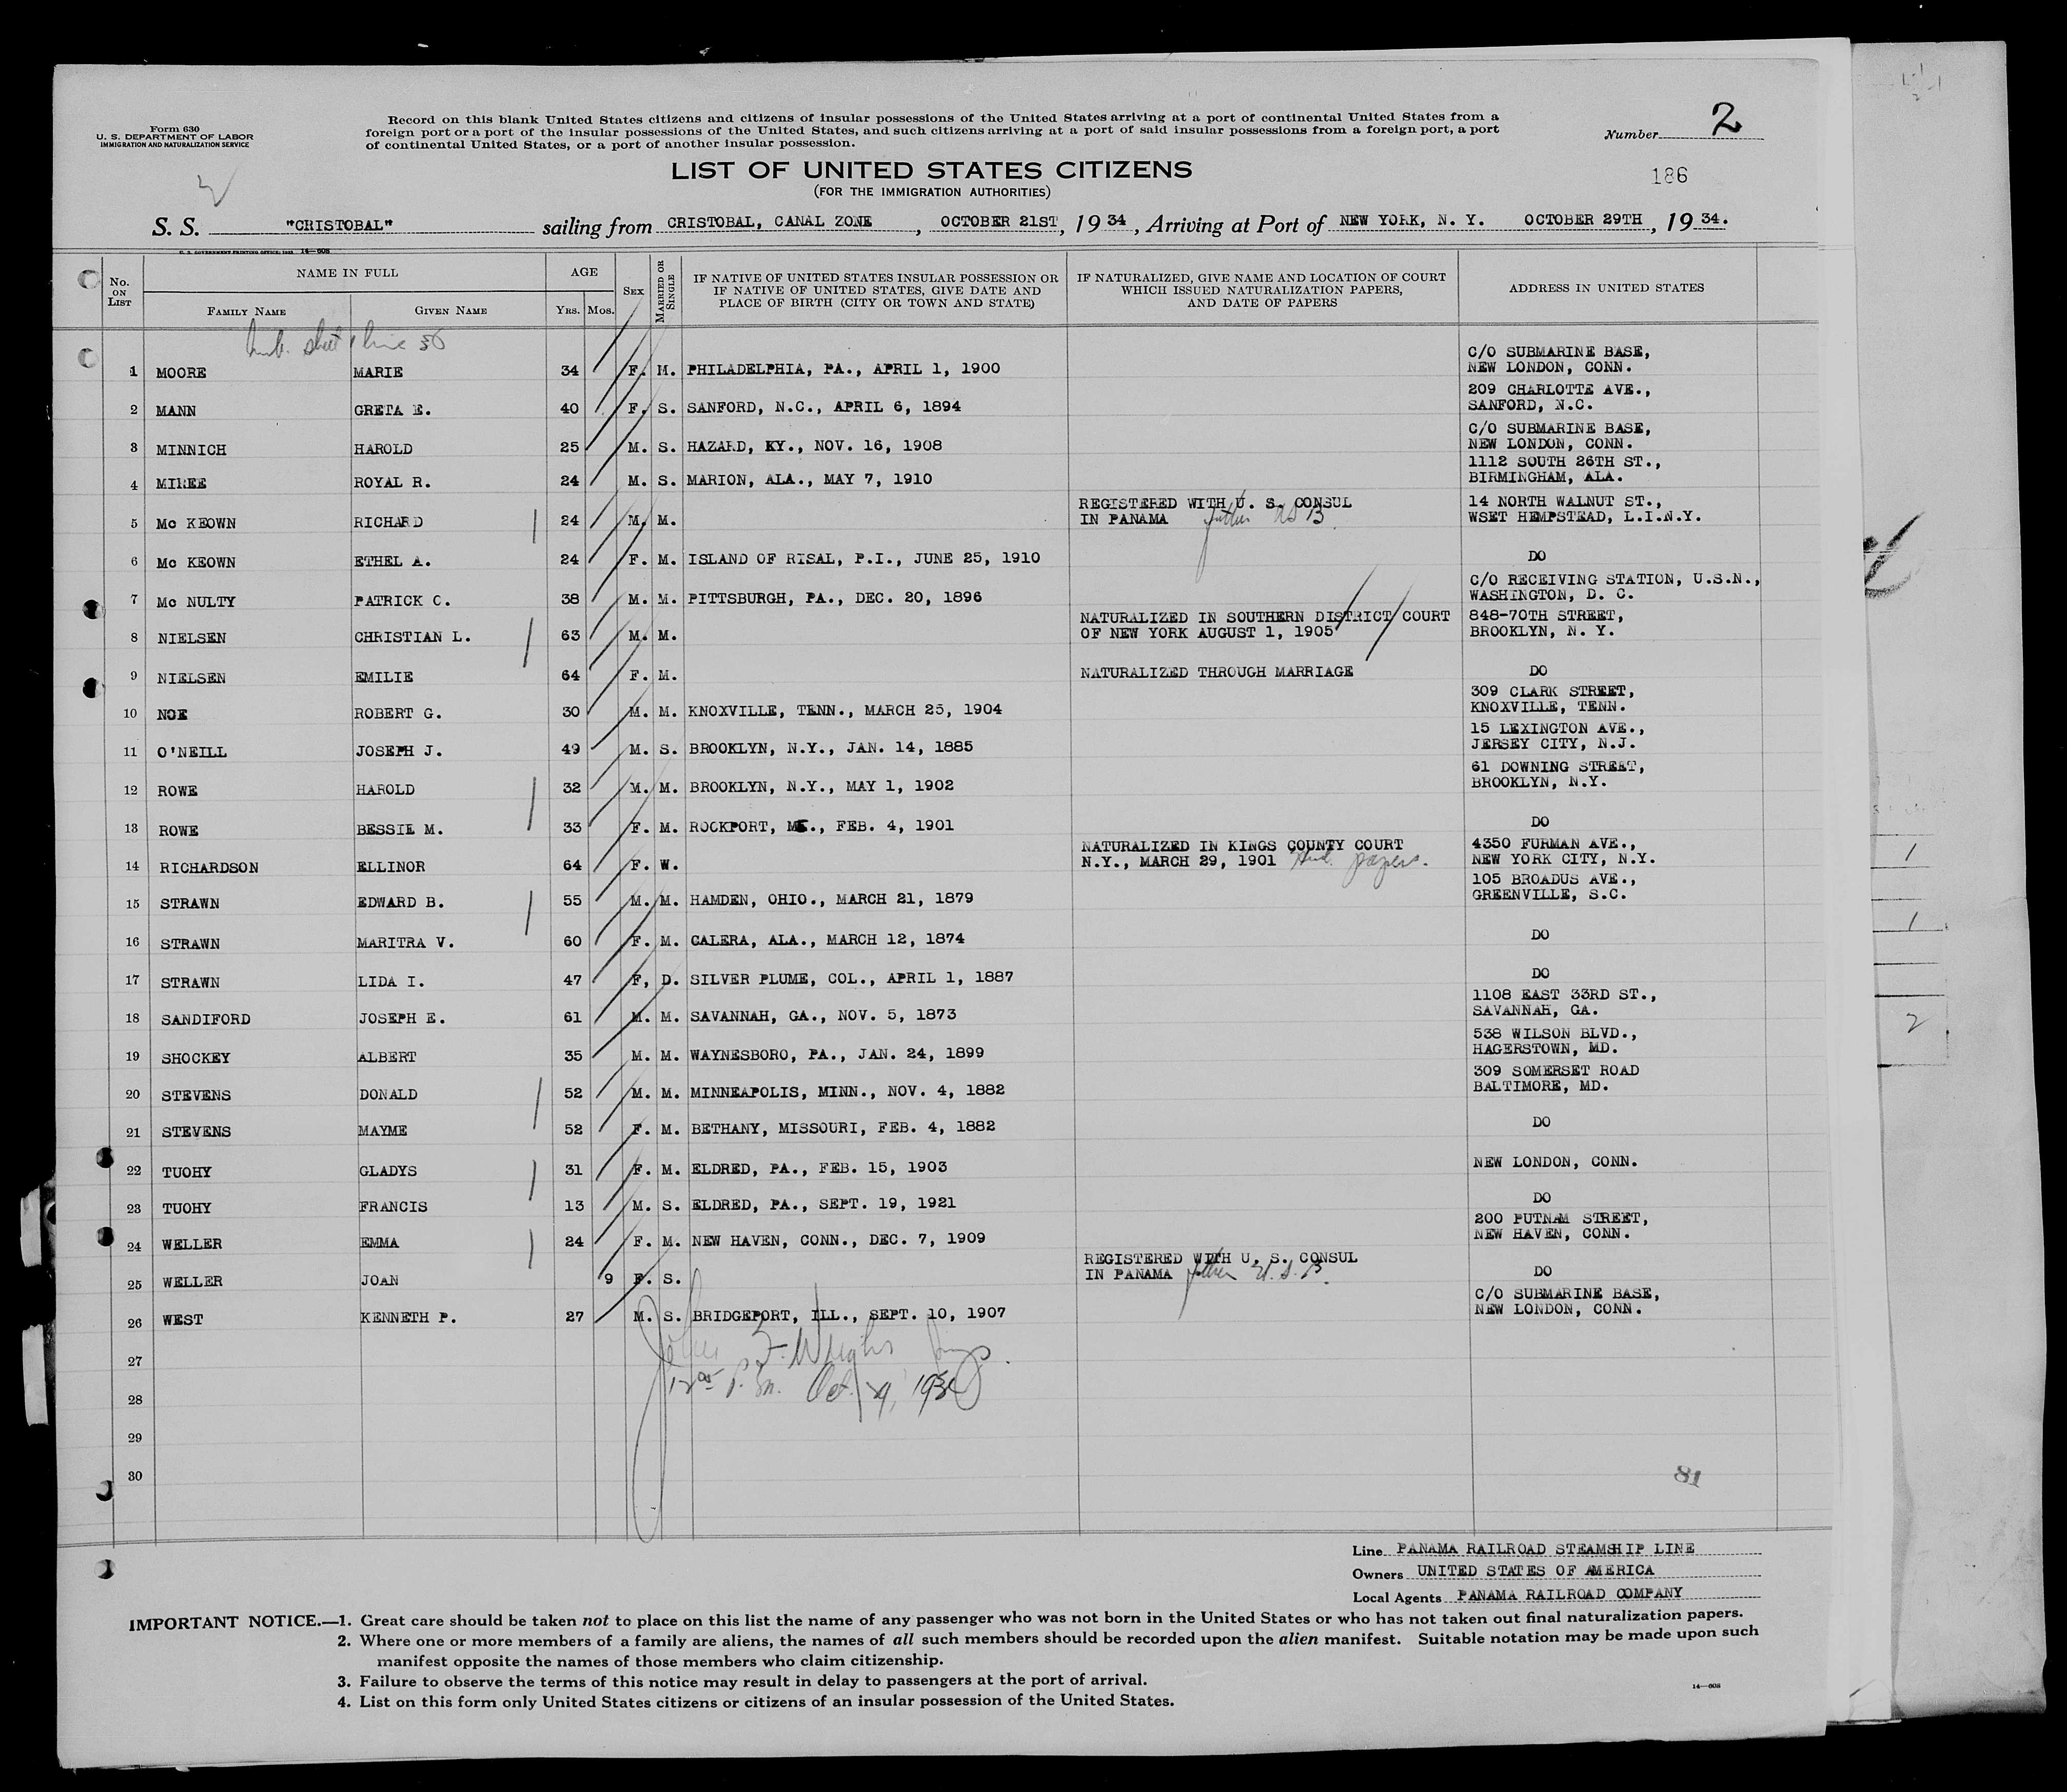 Form 630
U. S. DEPARTMENT OF LABOR
IMMIGRATION AND NATURALIZATION SERVICE
Record on this blank United States citizens and citizens of insular possessions of the United States arriving at a port of continental United States from a
foreign port or a port of the insular possessions of the United States, and such citizens arriving at a port of said insular possessions from a foreign port, a port
of continental United States, or a port of another insular possession.
Number 2
186
LIST OF UNITED STATES CITIZENS
(FOR THE IMMIGRATION AUTHORITIES)
S. S. "CRISTOBAL" sailing from CRISTOBAL, CANAL ZONE, OCTOBER 21ST, 1934, Arriving at Port of NEW YORK, N. Y. OCTOBER 29TH, 1934.
No. ON LIST NAME IN FULL FAMILY NAME GIVEN NAME AGE YRS. MOS. SEX MARRIED OR SINGLE IF NATIVE OF UNITED STATES INSULAR POSSESSION OR IF NATIVE OF UNITED STATES, GIVE DATE AND PLACE OF BIRTH (CITY OR TOWN AND STATE) IF NATURALIZED, GIVE NAME AND LOCATION OF COURT WHICH ISSUED NATURALIZATION PAPERS, AND DATE OF PAPERS ADDRESS IN UNITED STATES
sheet 1 line 30
1 MOORE MARIE 34 F. M. PHILADELPHIA, PA., APRIL 1, 1900 C/O SUBMARINE BASE, NEW LONDON, CONN.
2 MANN GRETA E. 40 F, S. SANFORD, N.C., APRIL 6, 1894 209 CHARLOTTE AVE., SANFORD, N.C.
3 MINNICH HAROLD 25 M. S. HAZARD, KY., NOV. 16, 1908 C/O SUBMARINE BASE, NEW LONDON, CONN.
4 MIREE ROYAL R. 24 M. S. MARION, ALA., MAY 7, 1910 1112 SOUTH 26TH ST., BIRMINGHAM, ALA.
5 Mc KEOWN RICHARD 24 M, M. REGISTERED WITH U. S. CONSUL IN PANAMA father US B 14 NORTH WALNUT ST., WSET HEMPSTEAD, L.I.N.Y.
6 Mc KEOWN ETHEL A. 24 F. M. ISLAND OF RISAL, P.I., JUNE 25, 1910 DO
7 Mc NULTY PATRICK C. 38 M. M. PITTSBURGH, PA., DEC. 20, 1896 C/O RECEIVING STATION, U.S.N., WASHINGTON, D. C.
8 NIELSEN CHRISTIAN L. 63 M. M. NATURALIZED IN SOUTHERN DISTRICT COURT OF NEW YORK AUGUST 1, 1905 848-70TH STREET, BROOKLYN, N. Y.
9 NIELSEN EMILIE 64 F. M. NATURALIZED THROUGH MARRIAGE DO
10 NOE ROBERT G. 30 M. M. KNOXVILLE, TENN., MARCH 25, 1904 309 CLARK STREET, KNOXVILLE, TENN.
11 O'NEILL JOSEPH J. 49 M. S. BROOKLYN, N.Y., JAN. 14, 1885 15 LEXINGTON AVE., JERSEY CITY, N.J.
12 ROWE HAROLD 32 M. M. BROOKLYN, N.Y., MAY 1, 1902 61 DOWNING STREET, BROOKLYN, N.Y.
13 ROWE BESSIE M. 33 F. M. ROCKPORT, ME., FEB. 4, 1901 DO
14 RICHARDSON ELLINOR 64 F. W. NATURALIZED IN KINGS COUNTY COURT N.Y., MARCH 29, 1901 papers. 4350 FURMAN AVE., NEW YORK CITY, N.Y.
15 STRAWN EDWARD B. 55 M. M. HAMDEN, OHIO., MARCH 21, 1879 105 BROADUS AVE., GREENVILLE, S.C.
16 STRAWN MARITRA V. 60 F. M. CALERA, ALA., MARCH 12, 1874 DO
17 STRAWN LIDA I. 47 F, D. SILVER PLUME, COL., APRIL 1, 1887 DO
18 SANDIFORD JOSEPH E. 61 M. M. SAVANNAH, GA., NOV. 5, 1873 1108 EAST 33RD ST., SAVANNAH, GA.
19 SHOCKEY ALBERT 35 M. M. WAYNESBORO, PA., JAN. 24, 1899 538 WILSON BLVD., HAGERSTOWN, MD.
20 STEVENS DONALD 52 M. M. MINNEAPOLIS, MINN., NOV. 4, 1882 309 SOMERSET ROAD BALTIMORE, MD.
21 STEVENS MAYME 52 F. M. BETHANY, MISSOURI, FEB. 4, 1882 DO
22 TUOHY GLADYS 31 F. M. ELDRED, PA., FEB. 15, 1903 NEW LONDON, CONN.
23 TUOHY FRANCIS 13 M. S. ELDRED, PA., SEPT. 19, 1921 DO
24 WELLER EMMA 24 F. M. NEW HAVEN, CONN., DEC. 7, 1909 200 PUTNAM STREET, NEW HAVEN, CONN.
25 WELLER JOAN 9 F. S. REGISTERED WITH U. S. CONSUL IN PANAMA father U.S.B. DO
26 WEST KENNETH P. 27 M. S. BRIDGEPORT, ILL., SEPT. 10, 1907 C/O SUBMARINE BASE, NEW LONDON, CONN.
27
28 Oct. 29, 1934
29
30
81
Line PANAMA RAILROAD STEAMSHIP LINE
Owners UNITED STATES OF AMERICA
Local Agents PANAMA RAILROAD COMPANY
IMPORTANT NOTICE.—1. Great care should be taken not to place on this list the name of any passenger who was not born in the United States or who has not taken out final naturalization papers.
2. Where one or more members of a family are aliens, the names of all such members should be recorded upon the alien manifest. Suitable notation may be made upon such
manifest opposite the names of those members who claim citizenship.
3. Failure to observe the terms of this notice may result in delay to passengers at the port of arrival.
4. List on this form only United States citizens or citizens of an insular possession of the United States.
14—608